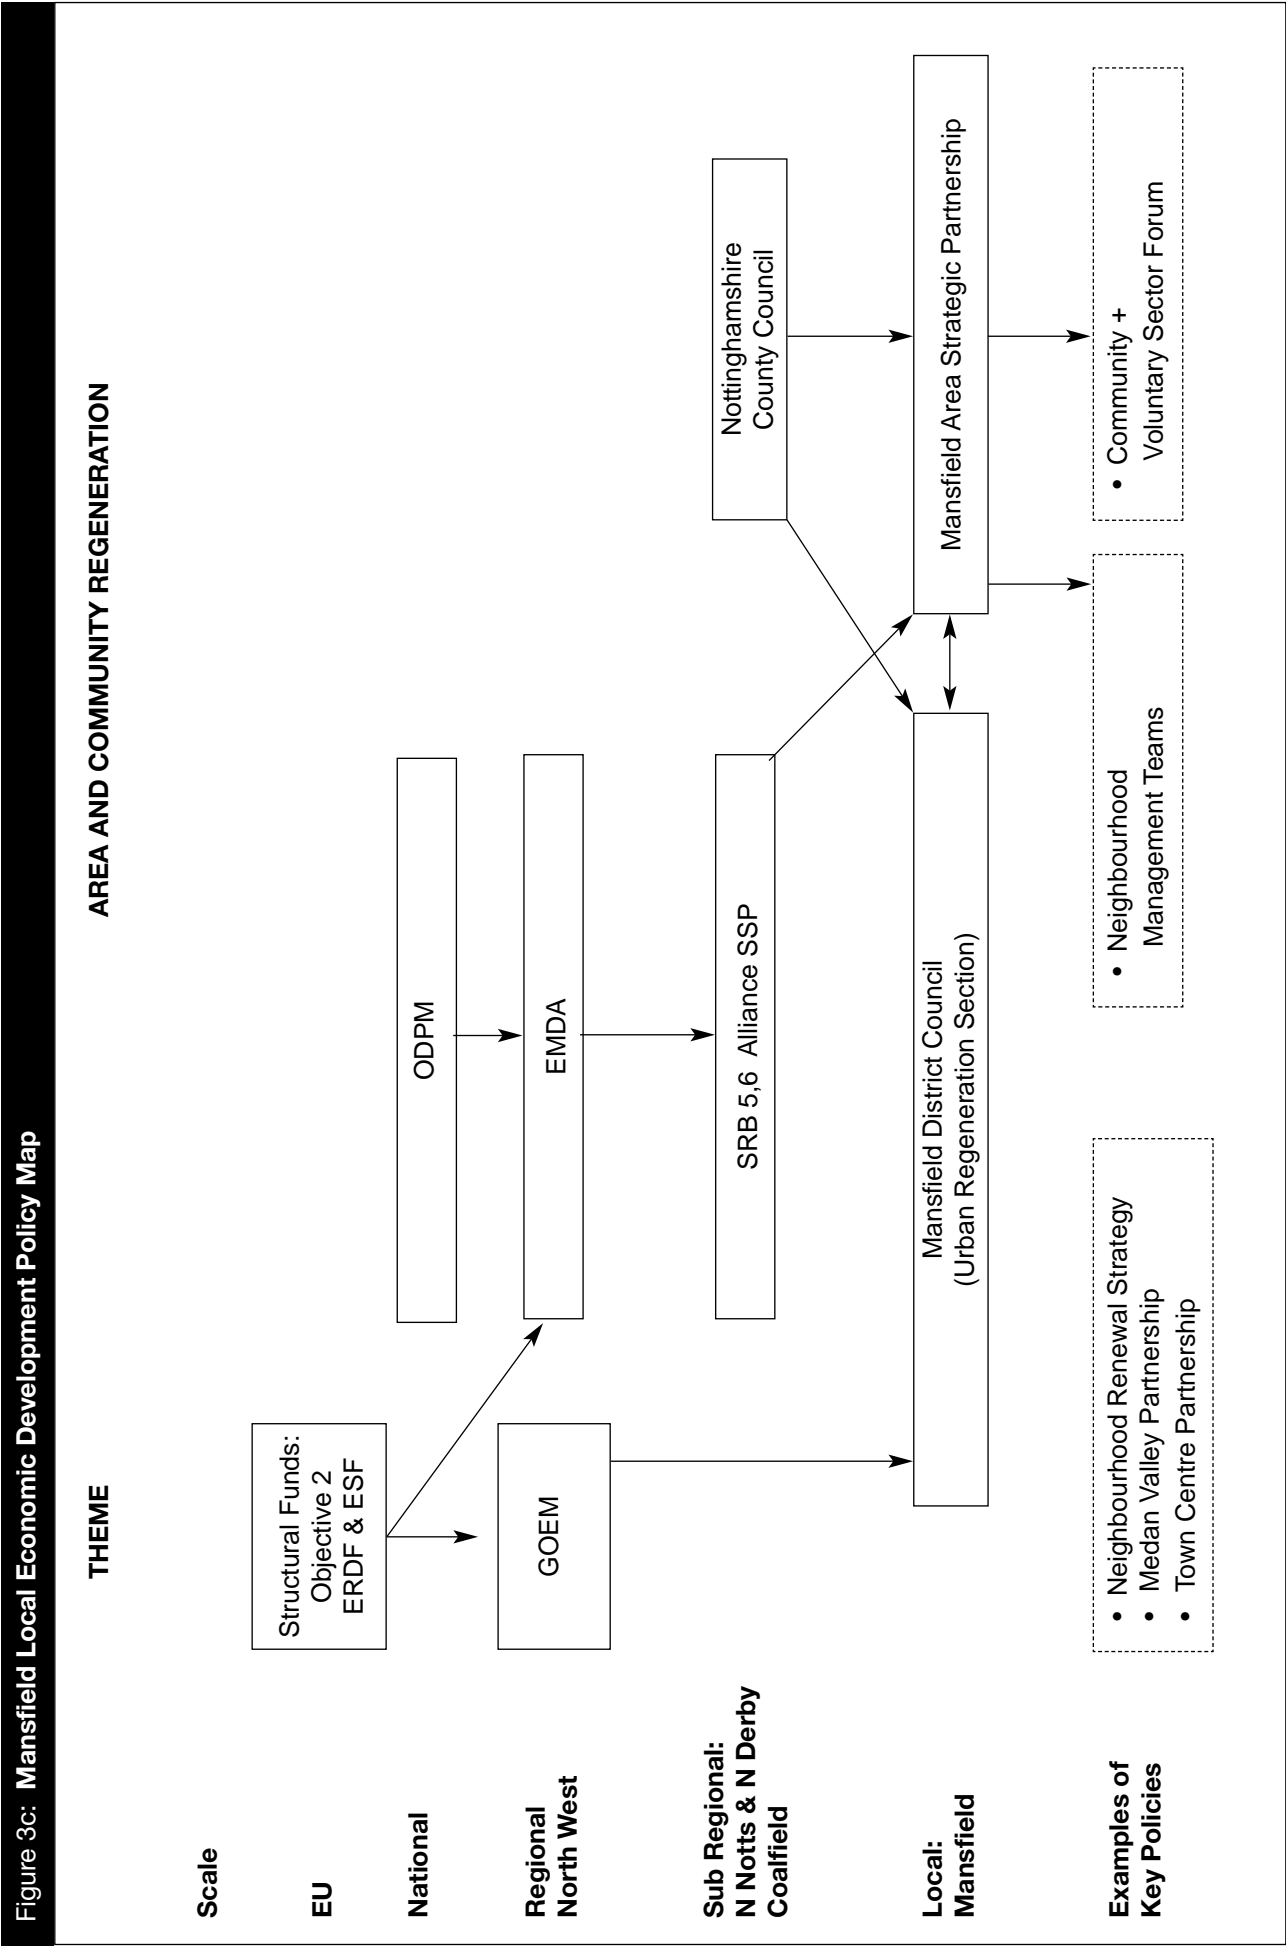 Figure 3c: Mansfield Local Economic Development Policy Map
THEME
AREA AND COMMUNITY REGENERATION
Scale
EU
Structural Funds:
Objective 2
ERDF & ESF
National
ODPM
Regional
North West
GOEM
EMDA
Sub Regional:
N Notts & N Derby
Coalfield
SRB 5,6 Alliance SSP
Nottinghamshire
County Council
Local:
Mansfield
Mansfield District Council
(Urban Regeneration Section)
Mansfield Area Strategic Partnership
Examples of
Key Policies
• Neighbourhood Renewal Strategy
• Medan Valley Partnership
• Town Centre Partnership
• Neighbourhood
Management Teams
• Community +
Voluntary Sector Forum